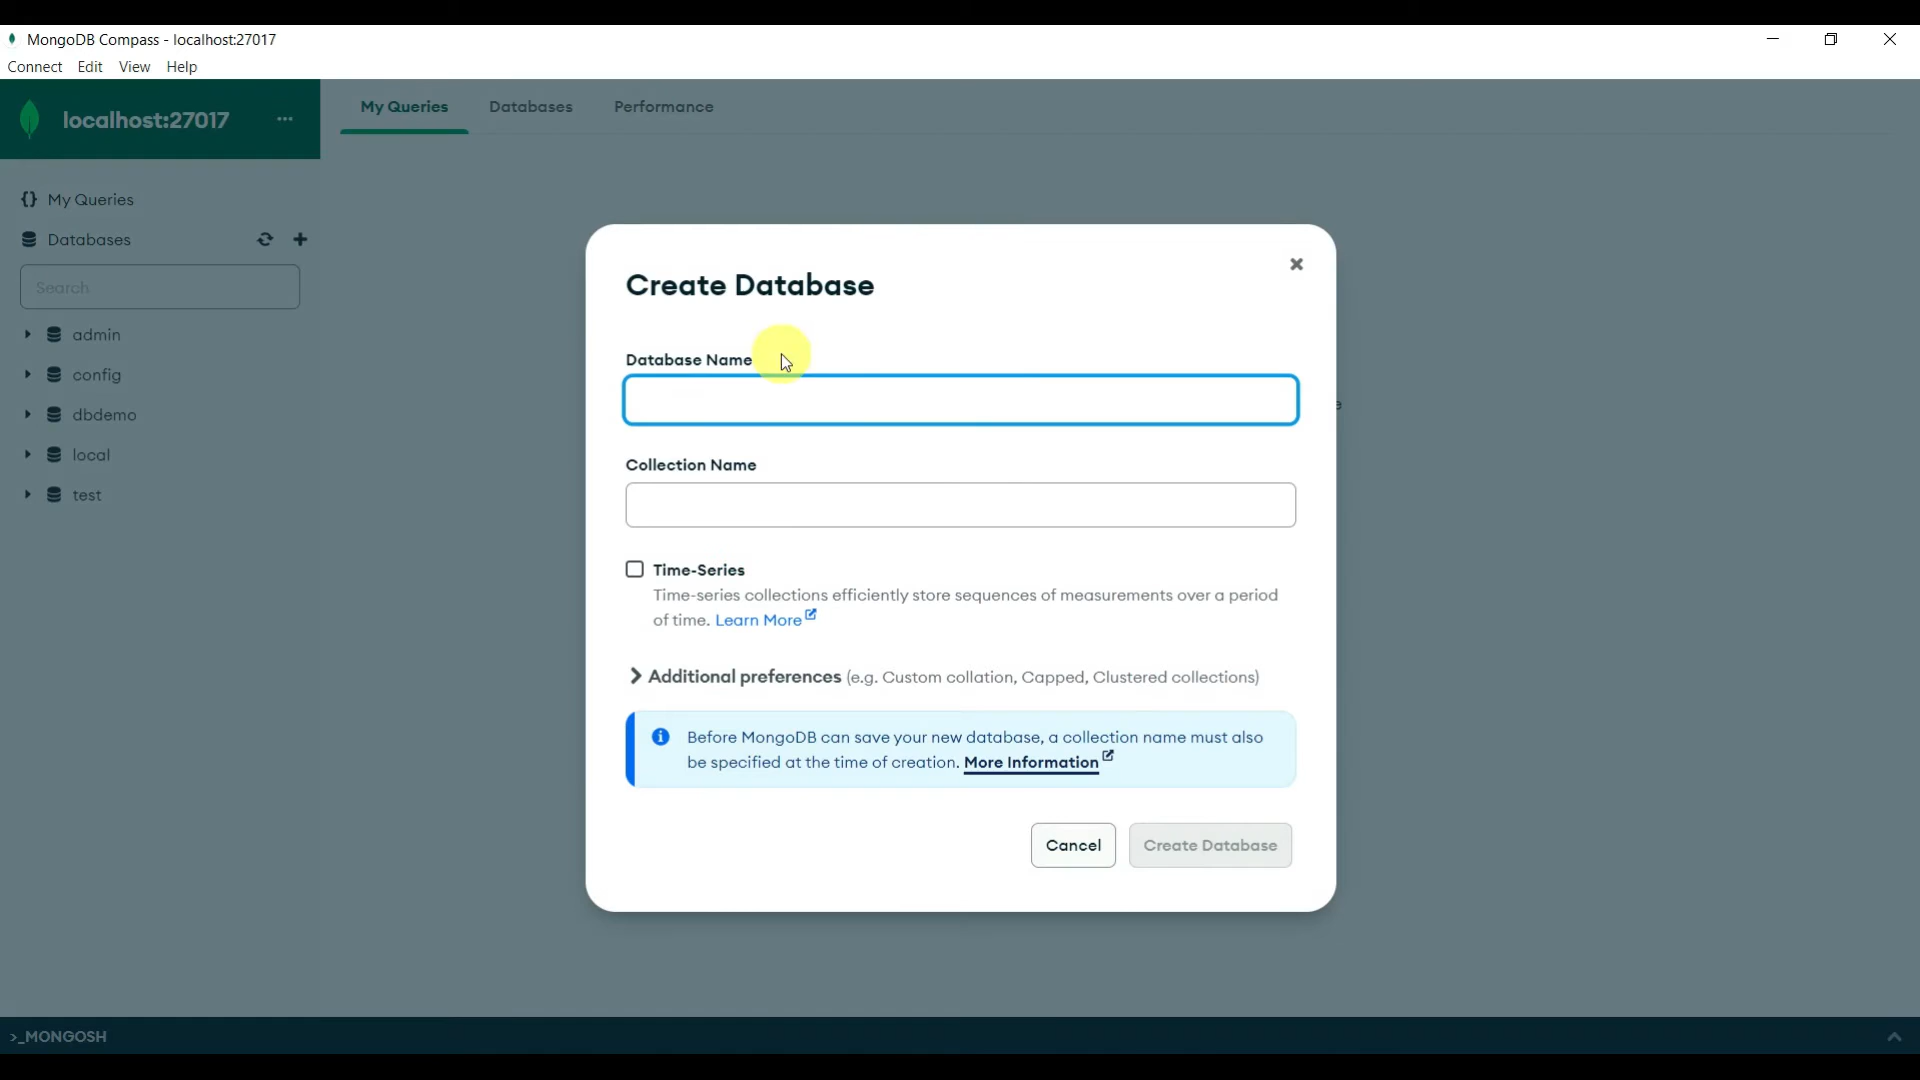 MongoDB Compass - localhost:27017
Connect Edit View Help
localhost:27017 ...
My Queries Databases Performance
{} My Queries
Databases
Search
admin
config
dbdemo
local
test
Create Database
Database Name
Collection Name
Time-Series
Time-series collections efficiently store sequences of measurements over a period
of time. Learn More
Additional preferences (e.g. Custom collation, Capped, Clustered collections)
Before MongoDB can save your new database, a collection name must also
be specified at the time of creation. More Information
Cancel Create Database
>_MONGOSH